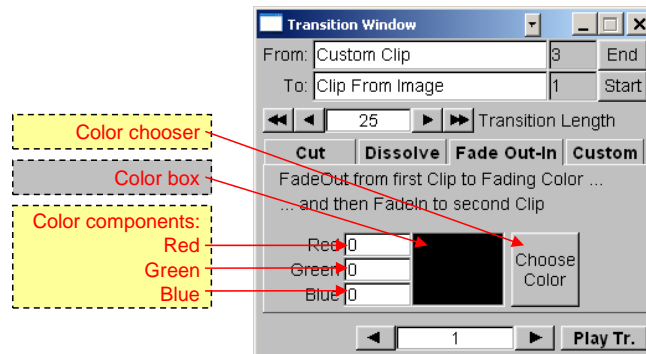 Transition Window
From: Custom Clip 3 End
To: Clip From Image 1 Start
25 Transition Length
Cut Dissolve Fade Out-In Custom
FadeOut from first Clip to Fading Color ...
... and then FadeIn to second Clip
Red 0
Green 0
Blue 0
Choose
Color
1 Play Tr.
Color chooser
Color box
Color components:
Red
Green
Blue